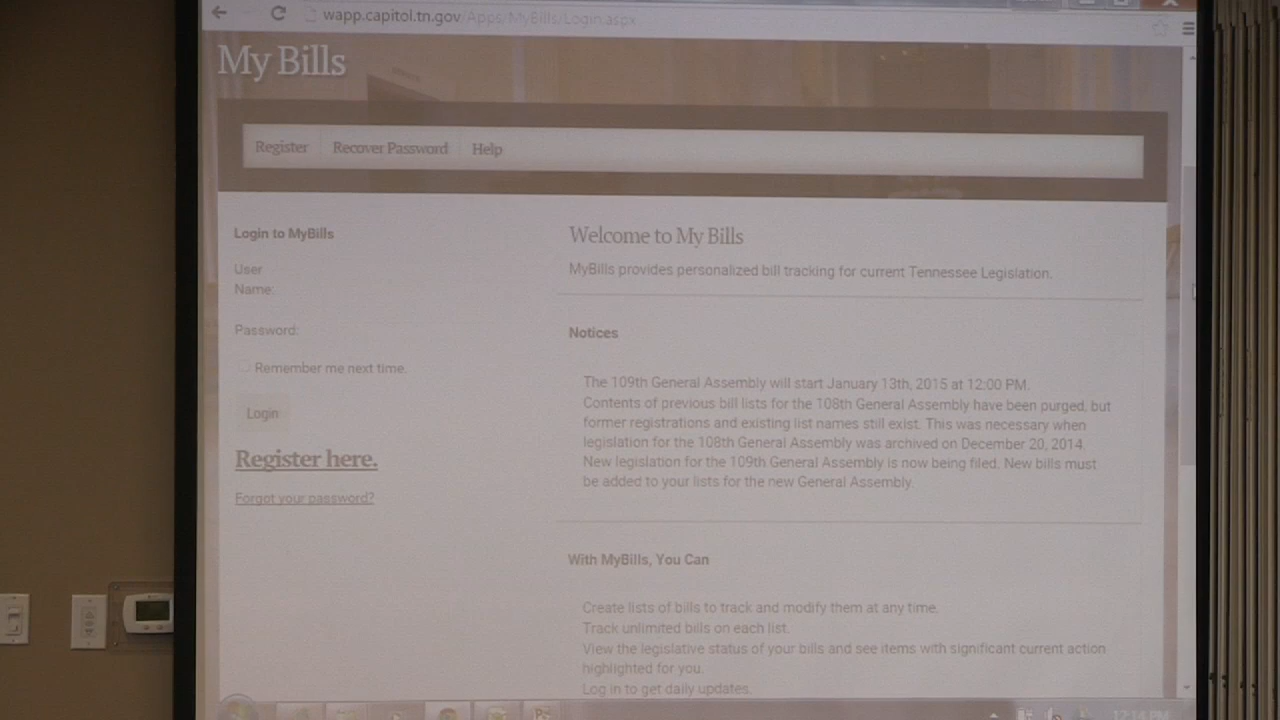 wapp.capitol.tn.gov/Apps/MyBills/Login.aspx
My Bills
Register Recover Password Help
Login to MyBills
User
Name:
Password:
Remember me next time.
Login
Register here.
Forgot your password?
Welcome to My Bills
MyBills provides personalized bill tracking for current Tennessee Legislation.
Notices
The 109th General Assembly will start January 13th, 2015 at 12:00 PM.
Contents of previous bill lists for the 108th General Assembly have been purged, but
former registrations and existing list names still exist. This was necessary when
legislation for the 108th General Assembly was archived on December 20, 2014.
New legislation for the 109th General Assembly is now being filed. New bills must
be added to your lists for the new General Assembly.
With MyBills, You Can
Create lists of bills to track and modify them at any time.
Track unlimited bills on each list.
View the legislative status of your bills and see items with significant current action
highlighted for you.
Log in to get daily updates.
12:14 PM